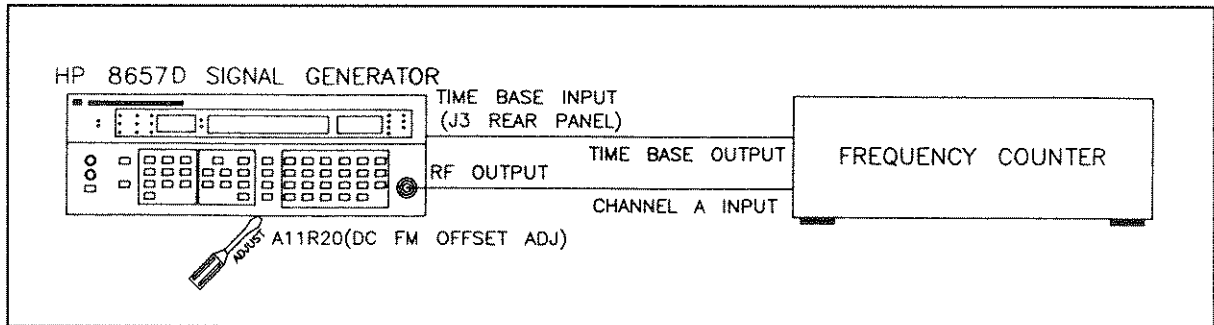 HP 8657D SIGNAL GENERATOR
TIME BASE INPUT
(J3 REAR PANEL)
TIME BASE OUTPUT
FREQUENCY COUNTER
RF OUTPUT
CHANNEL A INPUT
ADJUST
A11R20(DC FM OFFSET ADJ)